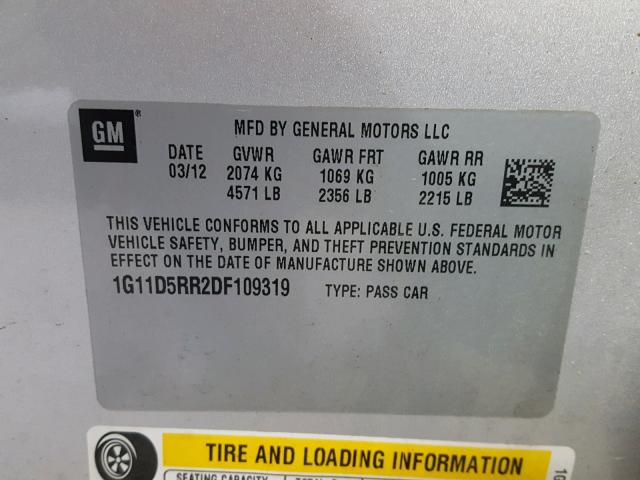 GM ® MFD BY GENERAL MOTORS LLC
DATE GVWR GAWR FRT GAWR RR
03/12 2074 KG 1069 KG 1005 KG
4571 LB 2356 LB 2215 LB
THIS VEHICLE CONFORMS TO ALL APPLICABLE U.S. FEDERAL MOTOR
VEHICLE SAFETY, BUMPER, AND THEFT PREVENTION STANDARDS IN
EFFECT ON THE DATE OF MANUFACTURE SHOWN ABOVE.
1G11D5RR2DF109319 TYPE: PASS CAR
TIRE AND LOADING INFORMATION
SEATING CAPACITY